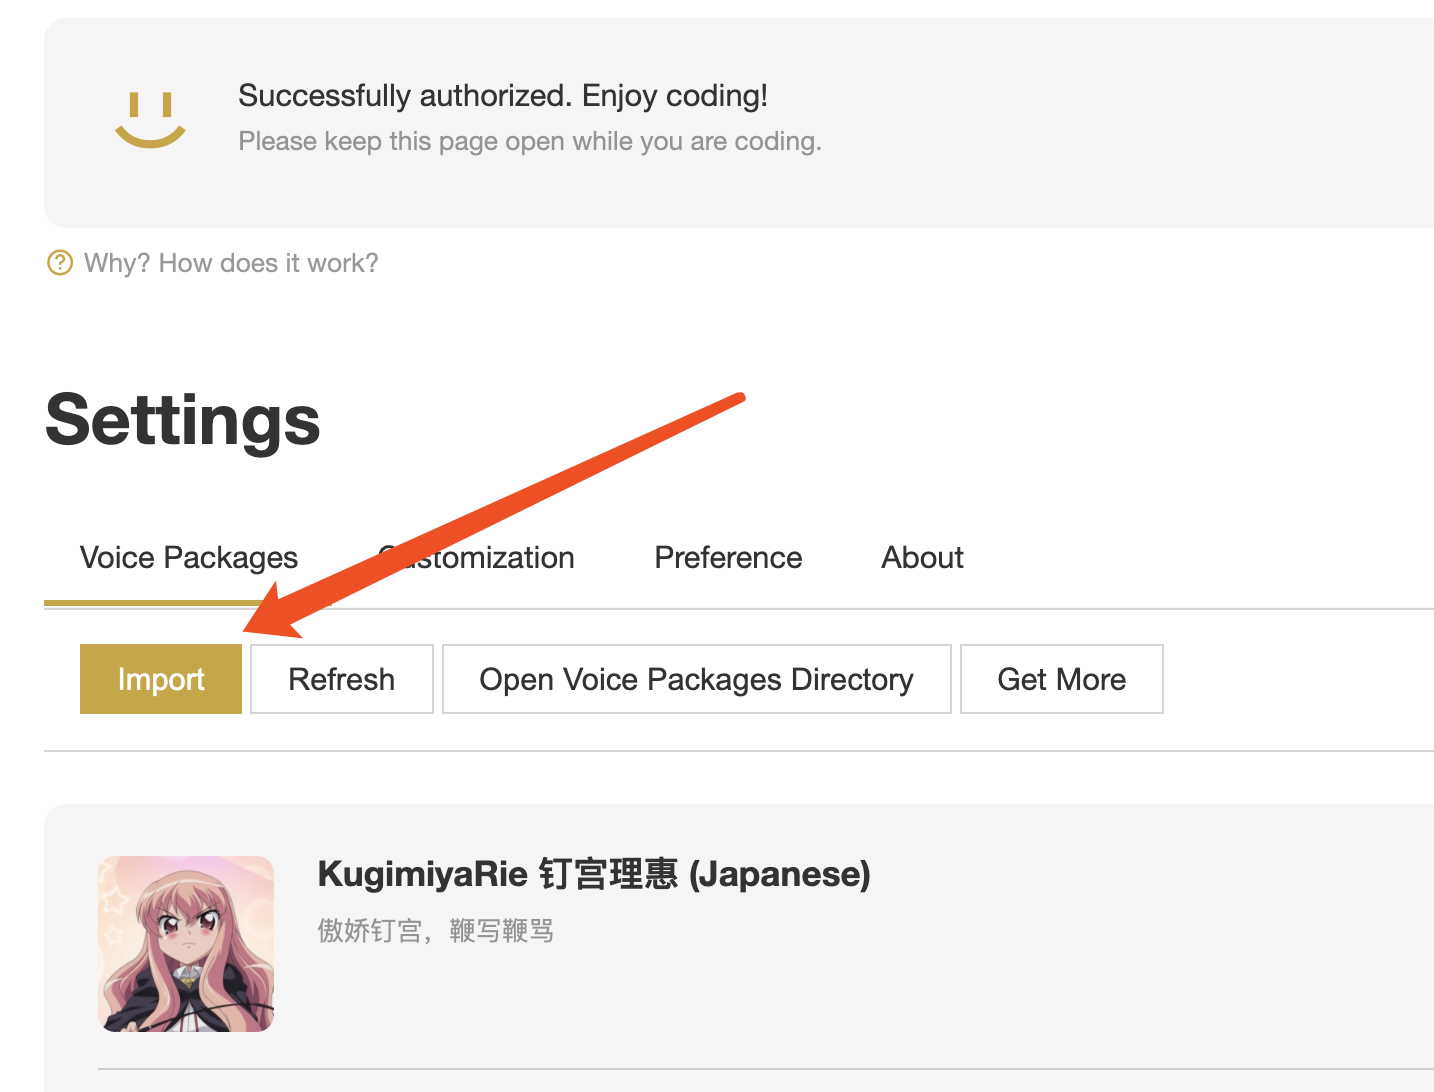 Successfully authorized. Enjoy coding!
Please keep this page open while you are coding.
Why? How does it work?
Settings
Voice Packages Customization Preference About
Import Refresh Open Voice Packages Directory Get More
KugimiyaRie 钉宫理惠 (Japanese)
傲娇钉宫，鞭写鞭骂